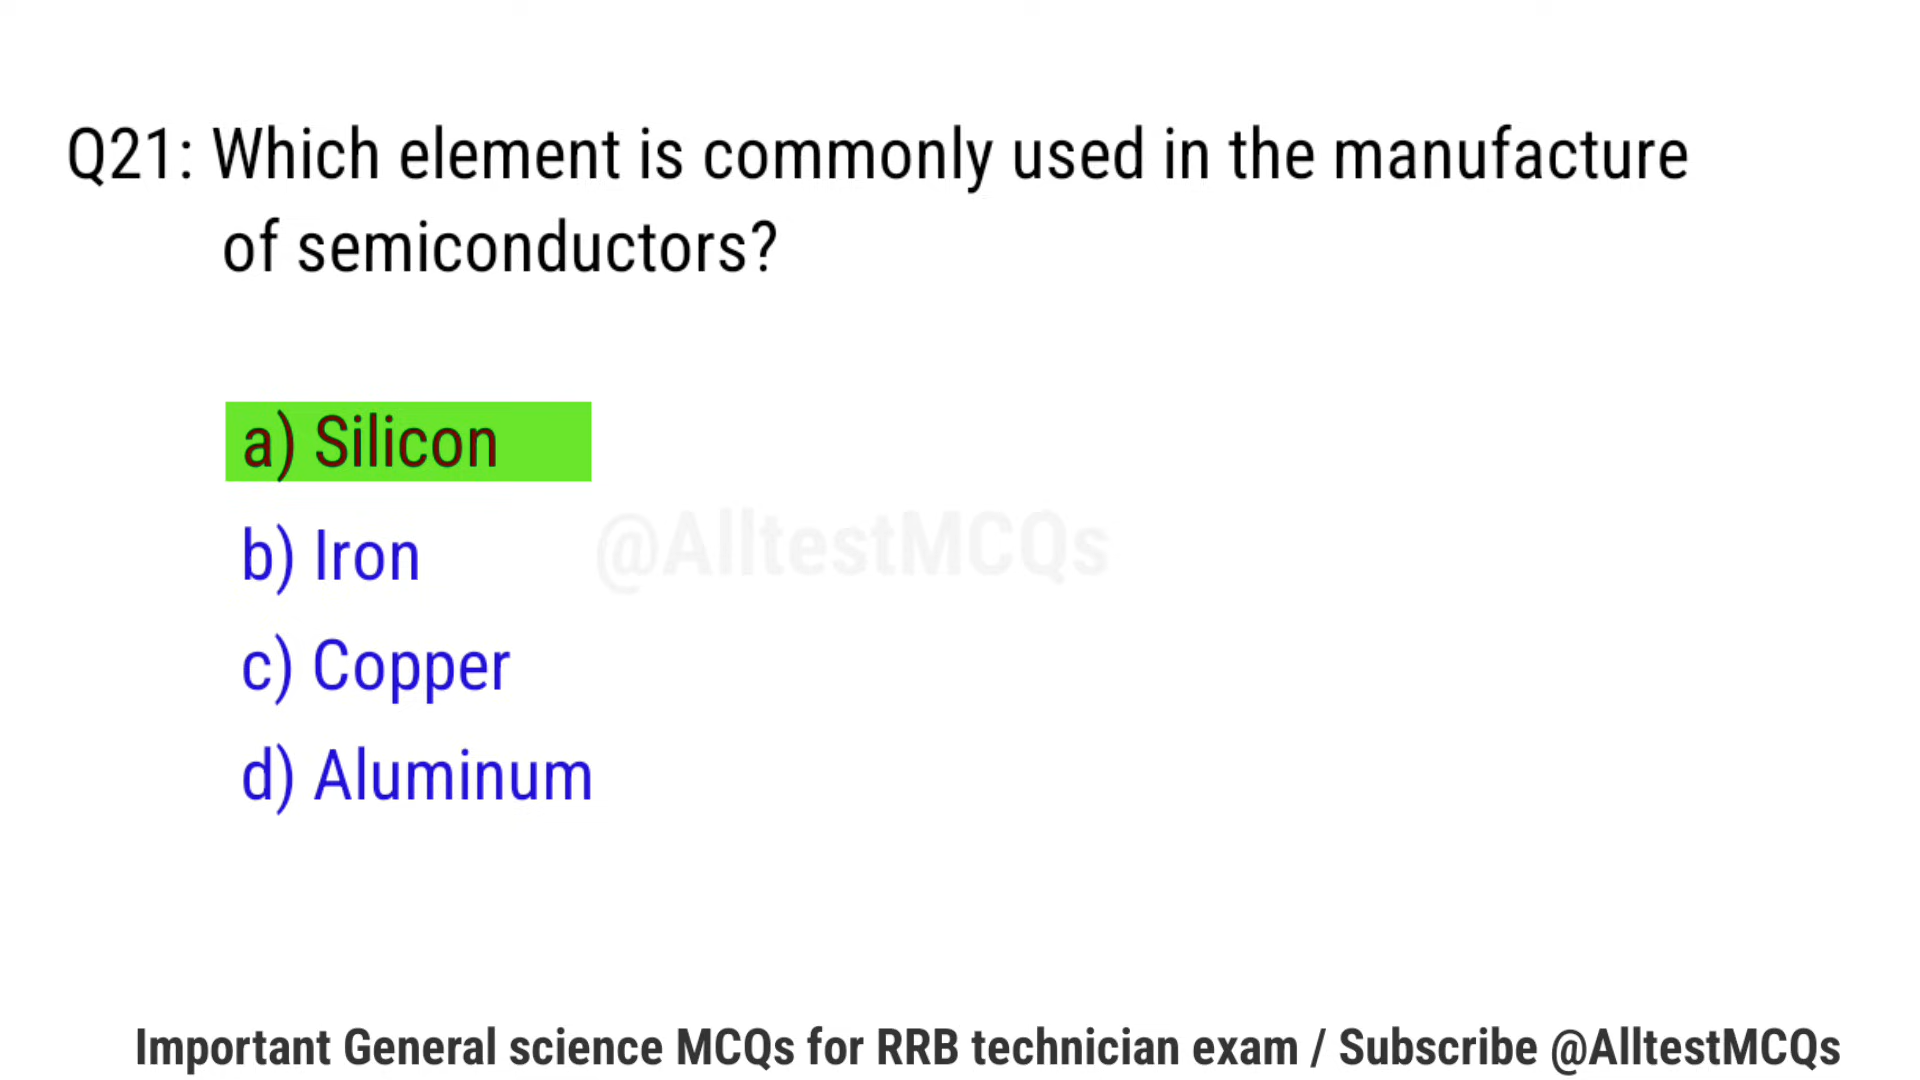 Q21: Which element is commonly used in the manufacture
of semiconductors?
a) Silicon
b) Iron
@AlltestMCQs
c) Copper
d) Aluminum
Important General science MCQs for RRB technician exam / Subscribe @AlltestMCQs